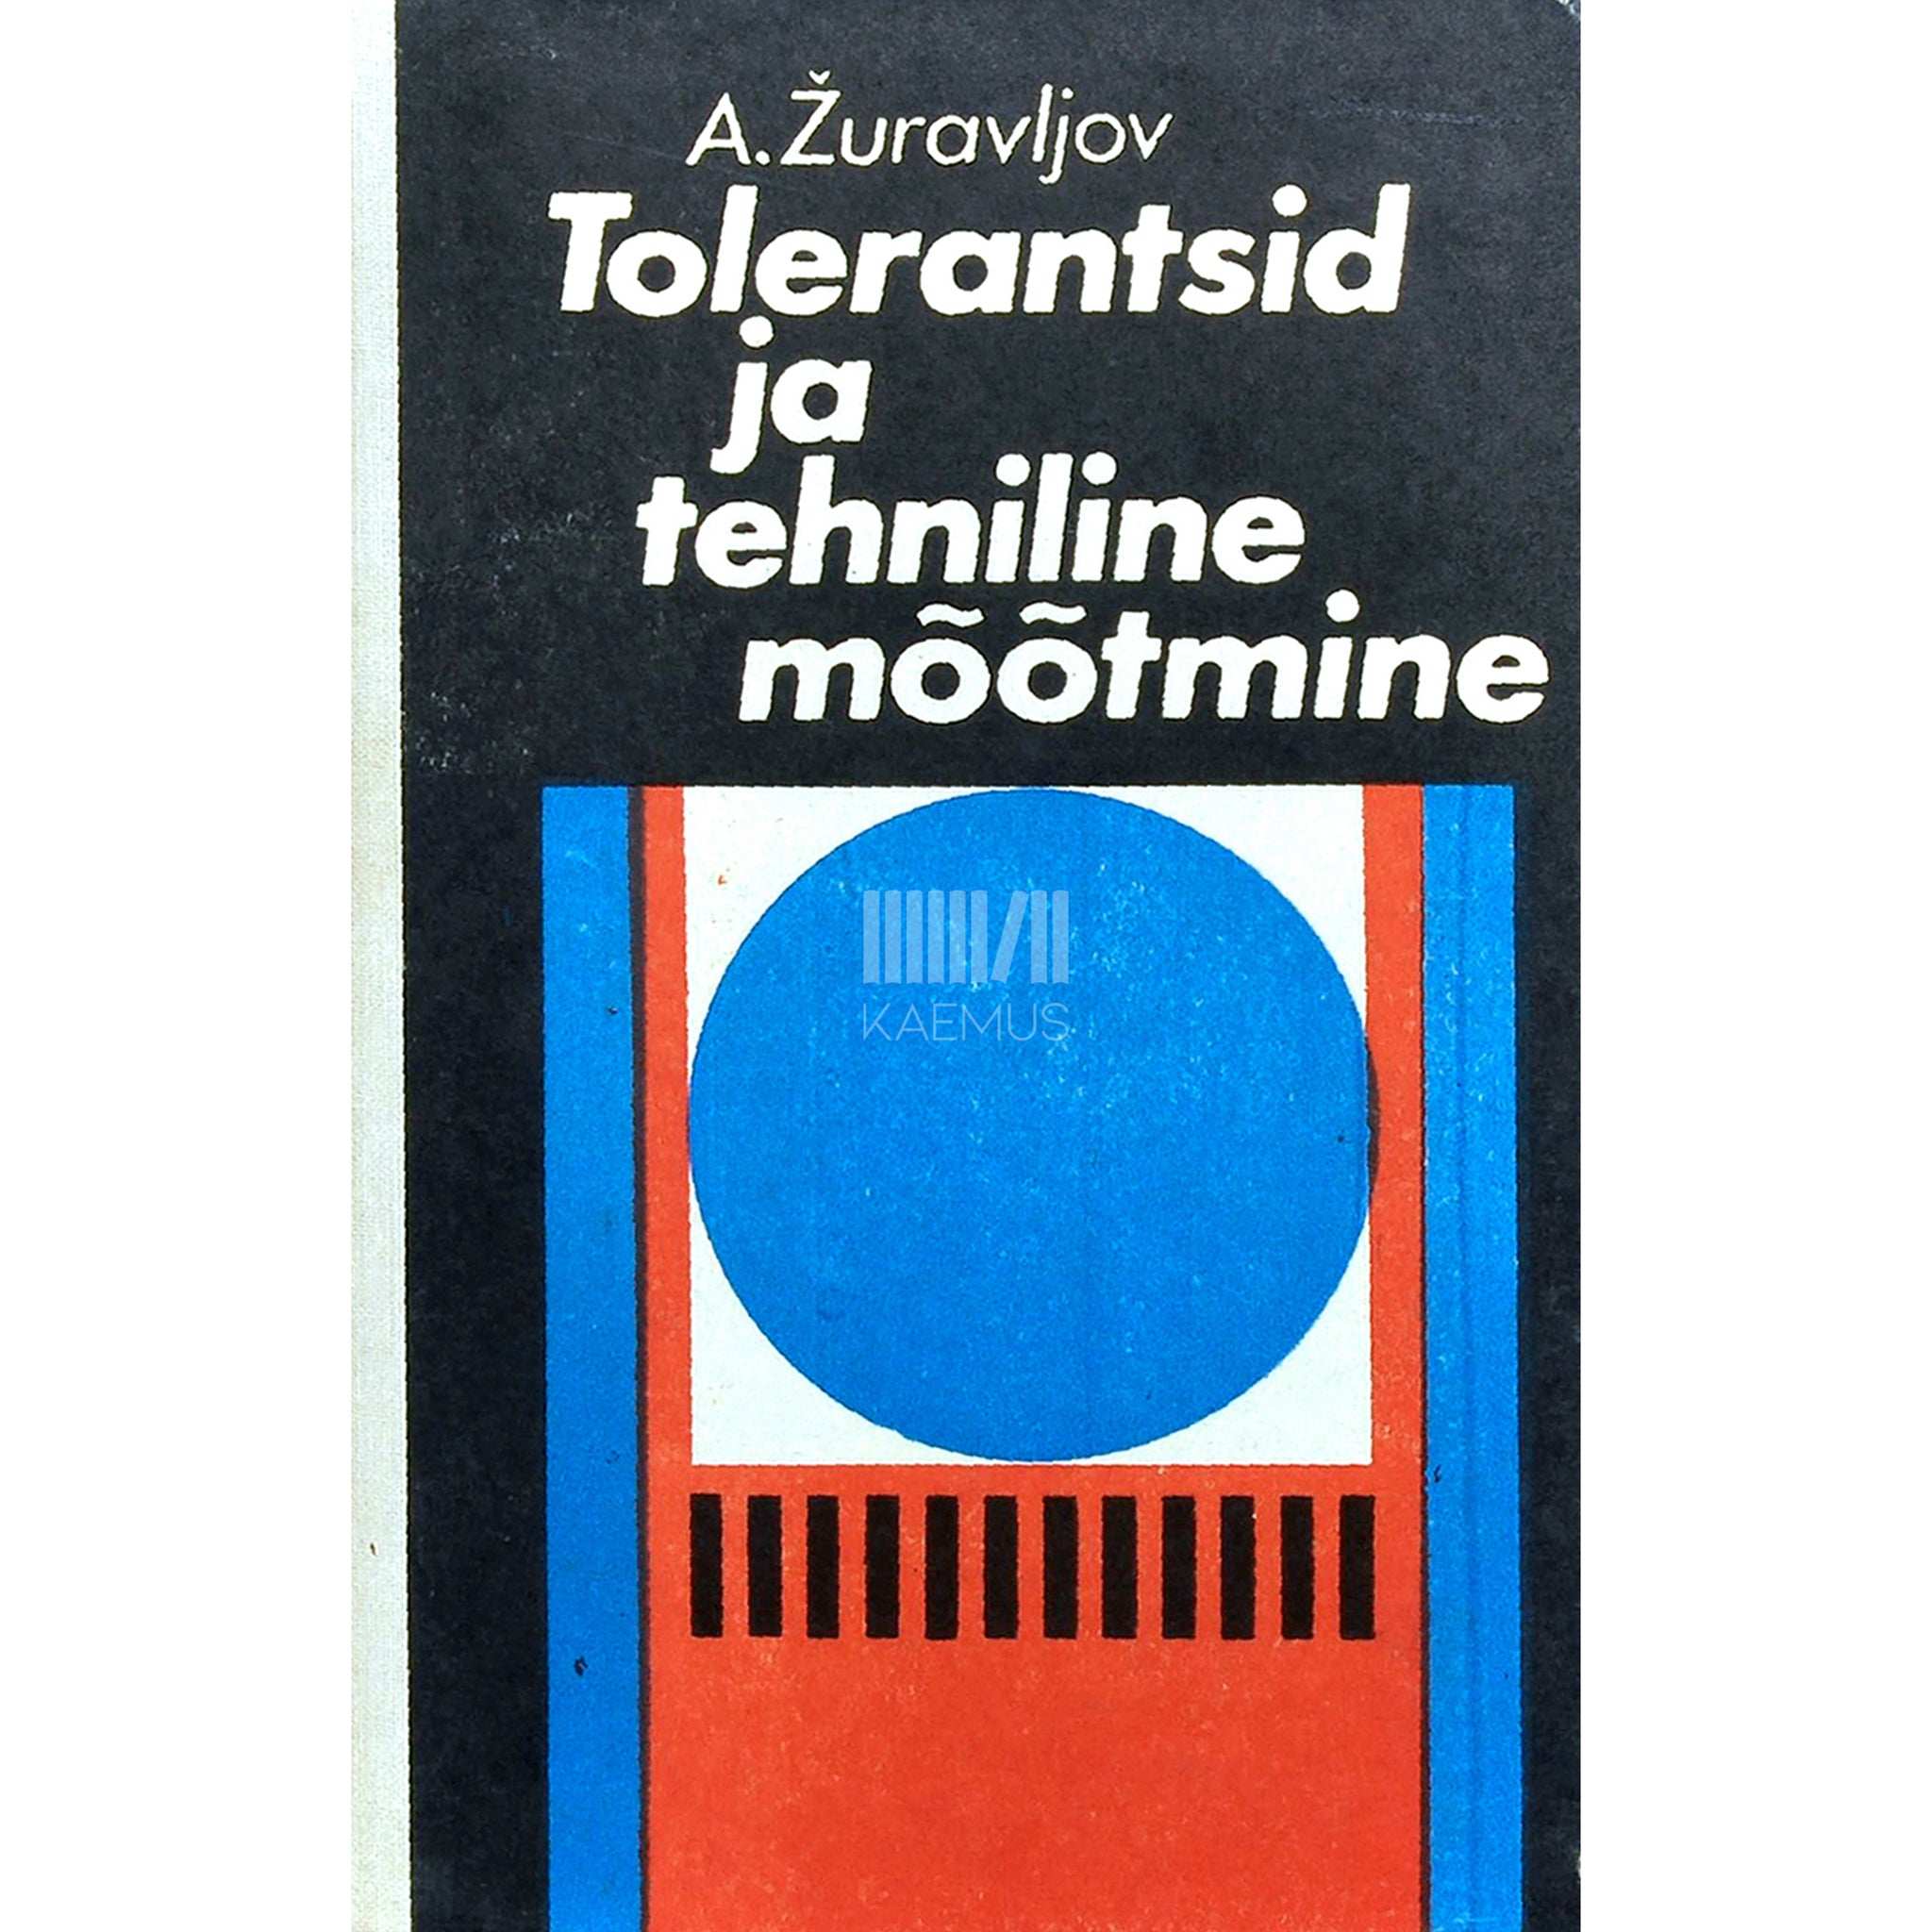 A. Žuravljov
Tolerantsid
ja
tehniline
mõõtmine
KAEMUS